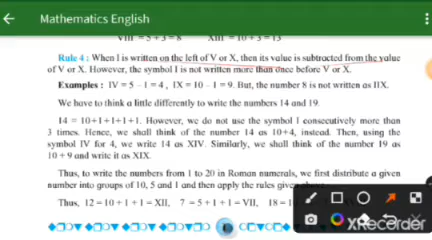 Mathematics English
VIII = 5 + 3 = 8 XIII = 10 + 3 = 13
Rule 4 : When I is written on the left of V or X, then its value is subtracted from the value
of V or X. However, the symbol I is not written more than once before V or X.
Examples : IV = 5 - 1 = 4, IX = 10 - 1 = 9. But, the number 8 is not written as IIX.
We have to think a little differently to write the numbers 14 and 19.
14 = 10+1+1+1+1. However, we do not use the symbol I consecutively more than
3 times. Hence, we shall think of the number 14 as 10+4, instead. Then, using the
symbol IV for 4, we write 14 as XIV. Similarly, we shall think of the number 19 as
10 + 9 and write it as XIX.
Thus, to write the numbers from 1 to 20 in Roman numerals, we first distribute a given
number into groups of 10, 5 and 1 and then apply the rules given
Thus, 12 = 10 + 1 + 1 = XII, 7 = 5 + 1 + 1 = VII, 18 = 10
XRecorder